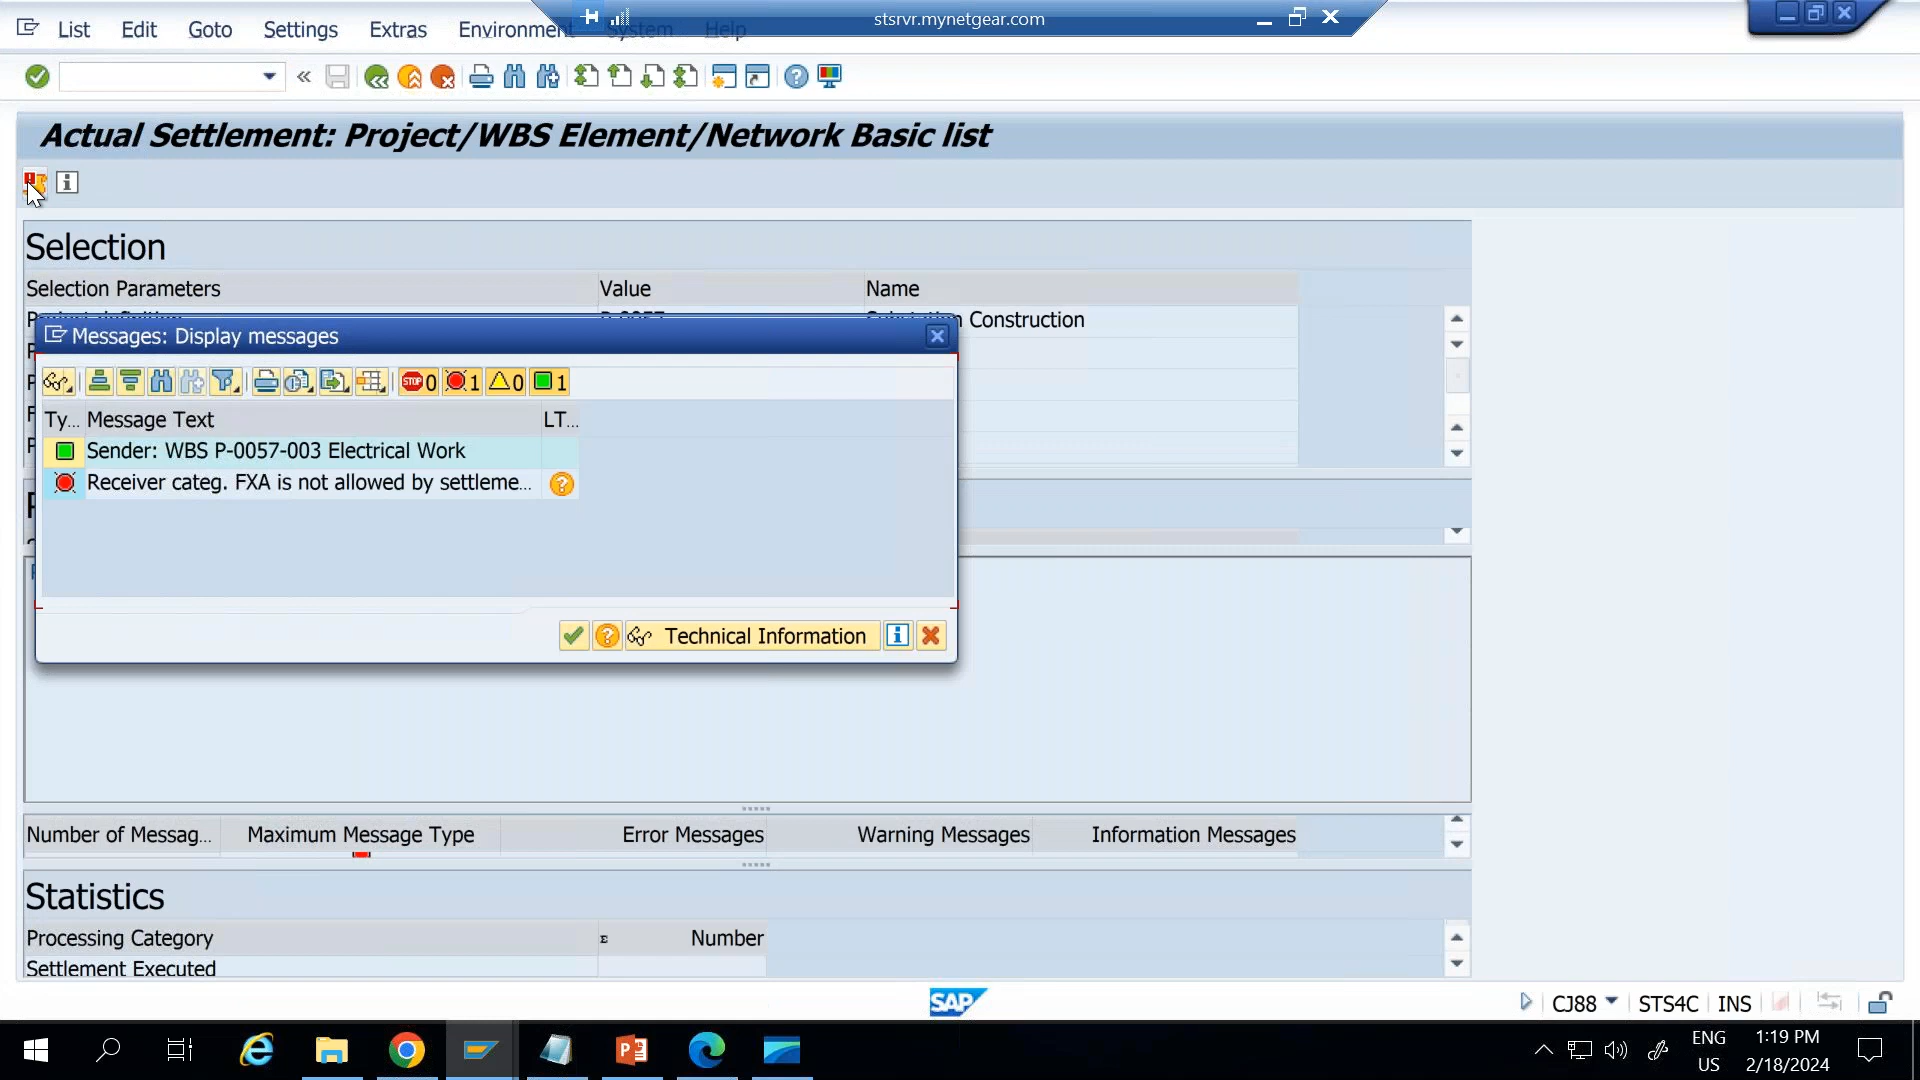 List Edit Goto Settings Extras Environment System Help
stsrvr.mynetgear.com
Actual Settlement: Project/WBS Element/Network Basic list
Selection
Selection Parameters Value Name
Construction
Messages: Display messages
STOP 0 1 0 1
Ty... Message Text LT...
Sender: WBS P-0057-003 Electrical Work
Receiver categ. FXA is not allowed by settleme...
Technical Information
Number of Messag... Maximum Message Type Error Messages Warning Messages Information Messages
Statistics
Processing Category Number
Settlement Executed
SAP
CJ88 STS4C INS
ENG 1:19 PM
US 2/18/2024